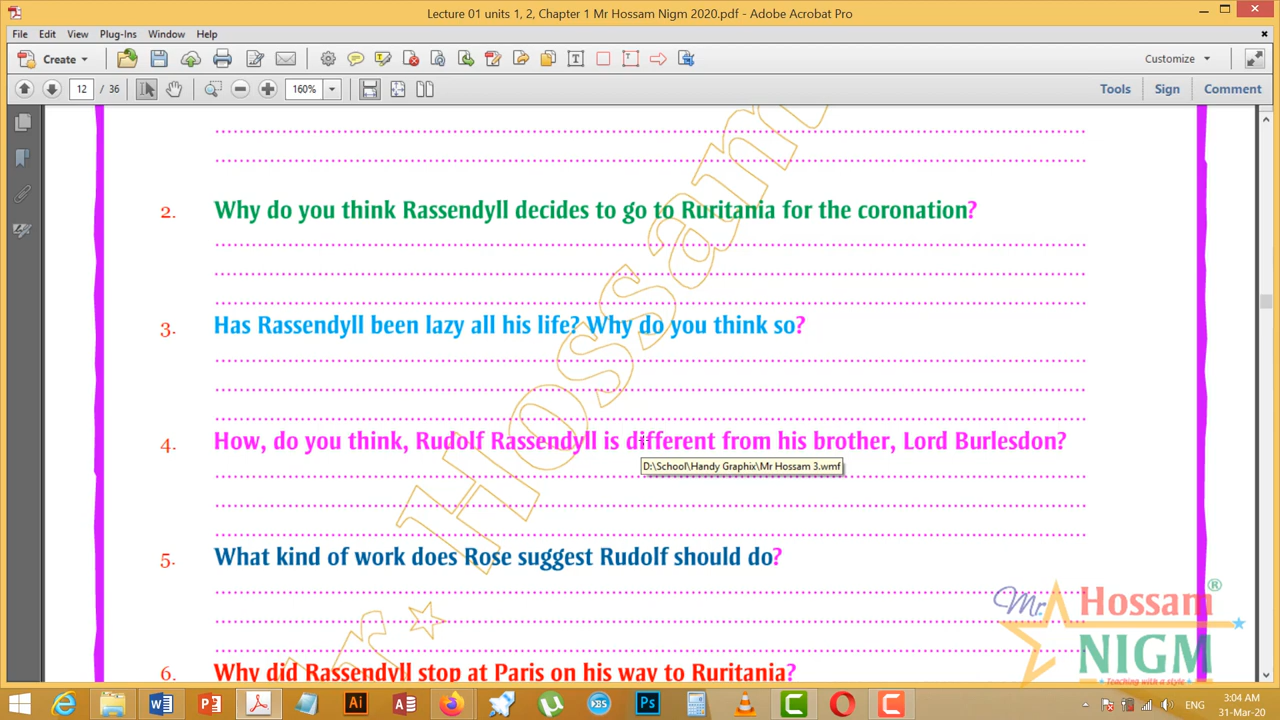 Lecture 01 units 1, 2, Chapter 1 Mr Hossam Nigm 2020.pdf - Adobe Acrobat Pro
File Edit View Plug-Ins Window Help
Create Customize
12 / 36 160% Tools Sign Comment
2. Why do you think Rassendyll decides to go to Ruritania for the coronation?
3. Has Rassendyll been lazy all his life? Why do you think so?
4. How, do you think, Rudolf Rassendyll is different from his brother, Lord Burlesdon?
D:\School\Handy Graphix\Mr Hossam 3.wmf
5. What kind of work does Rose suggest Rudolf should do?
6. Why did Rassendyll stop at Paris on his way to Ruritania?
Hossam
Mr. Hossam ®
NIGM
Teaching with a style
ENG 3:04 AM
31-Mar-20